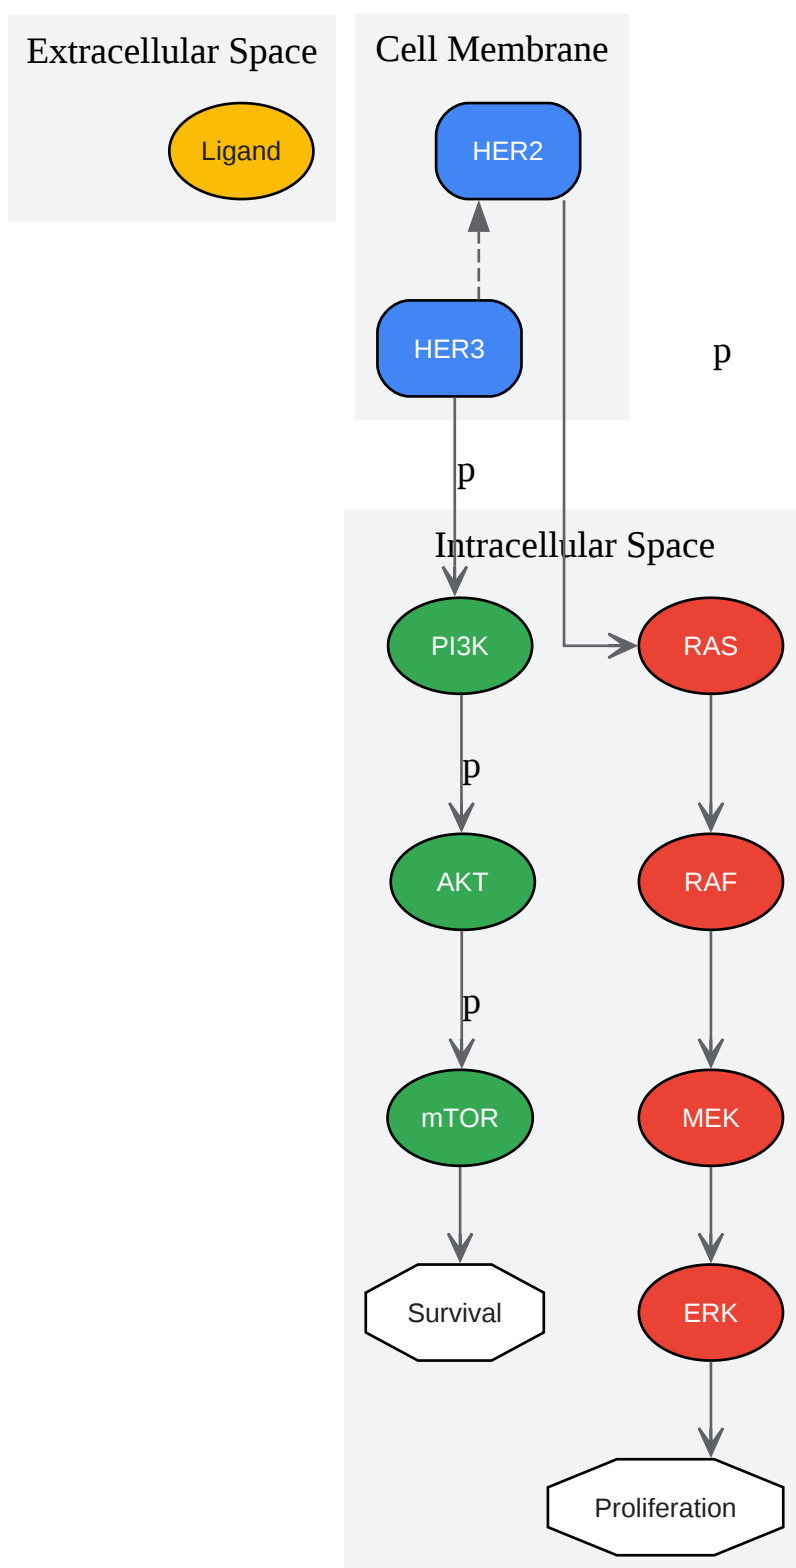 Extracellular Space
Cell Membrane
Ligand
HER2
HER3
p
p
Intracellular Space
PI3K
RAS
p
AKT
RAF
p
mTOR
MEK
Survival
ERK
Proliferation